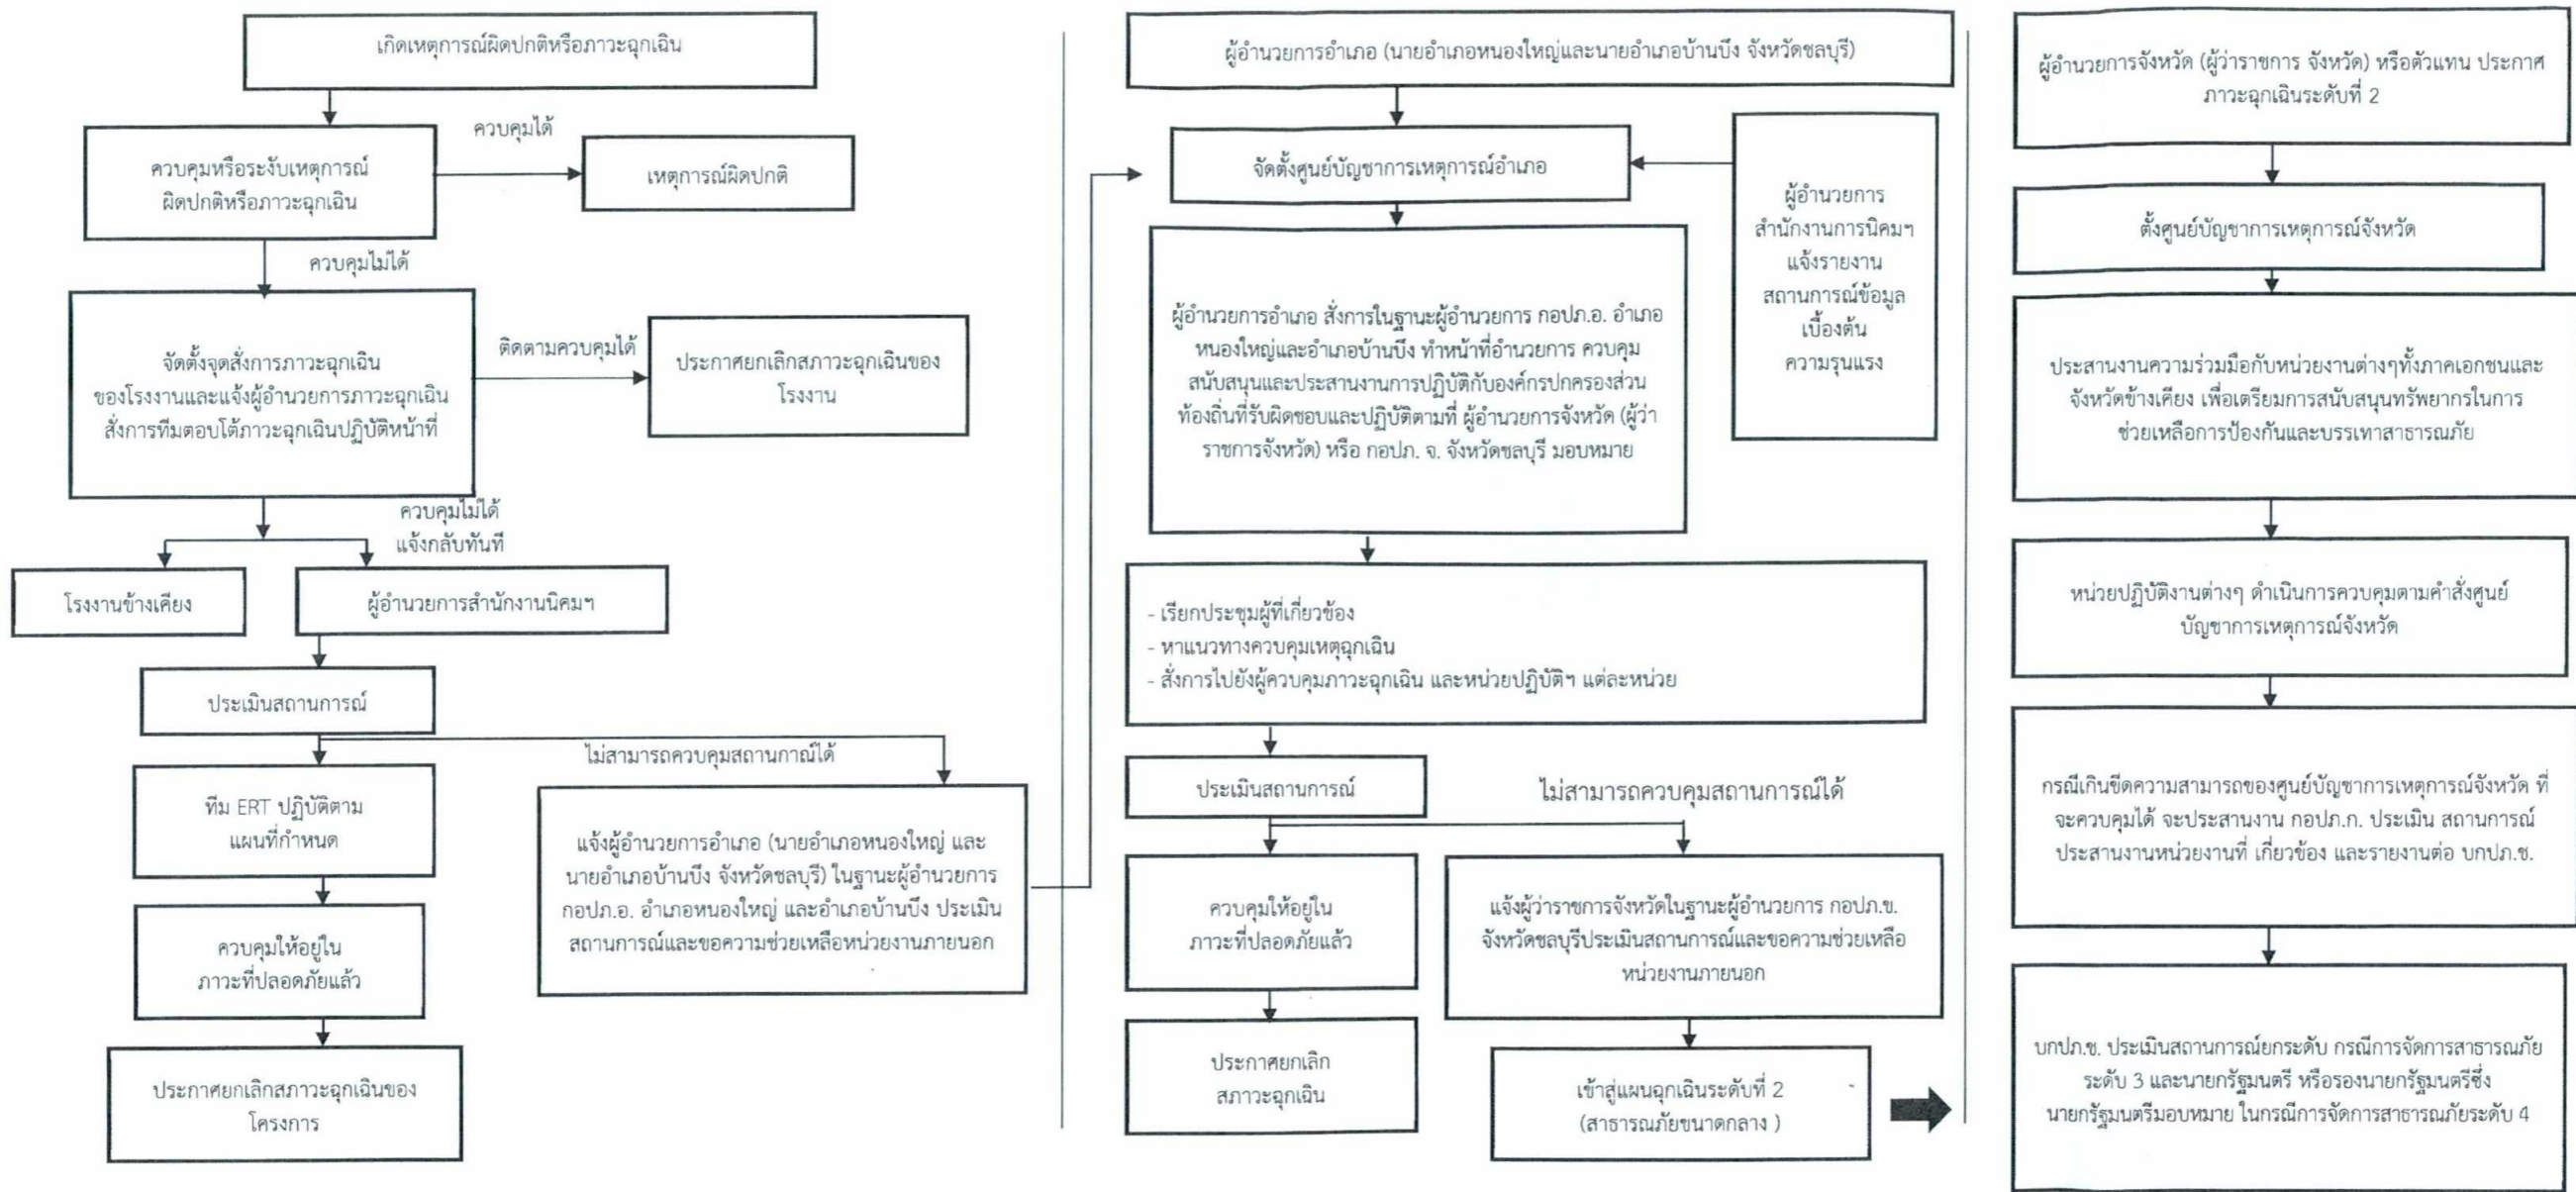 เกิดเหตุการณ์ผิดปกติหรือภาวะฉุกเฉิน
ควบคุมหรือระงับเหตุการณ์
ผิดปกติหรือภาวะฉุกเฉิน
ควบคุมได้
เหตุการณ์ผิดปกติ
ควบคุมไม่ได้
จัดตั้งจุดสั่งการภาวะฉุกเฉิน
ของโรงงานและแจ้งผู้อำนวยการภาวะฉุกเฉิน
สั่งการทีมตอบโต้ภาวะฉุกเฉินปฏิบัติหน้าที่
ติดตามควบคุมได้
ประกาศยกเลิกสภาวะฉุกเฉินของ
โรงงาน
ควบคุมไม่ได้
แจ้งกลับทันที
โรงงานข้างเคียง
ผู้อำนวยการสำนักงานนิคมฯ
ประเมินสถานการณ์
ไม่สามารถควบคุมสถานกาณ์ได้
ทีม ERT ปฏิบัติตาม
แผนที่กำหนด
ควบคุมให้อยู่ใน
ภาวะที่ปลอดภัยแล้ว
ประกาศยกเลิกสภาวะฉุกเฉินของ
โครงการ
แจ้งผู้อำนวยการอำเภอ (นายอำเภอหนองใหญ่ และ
นายอำเภอบ้านบึง จังหวัดชลบุรี) ในฐานะผู้อำนวยการ
กอปภ.อ. อำเภอหนองใหญ่ และอำเภอบ้านบึง ประเมิน
สถานการณ์และขอความช่วยเหลือหน่วยงานภายนอก
ผู้อำนวยการอำเภอ (นายอำเภอหนองใหญ่และนายอำเภอบ้านบึง จังหวัดชลบุรี)
จัดตั้งศูนย์บัญชาการเหตุการณ์อำเภอ
ผู้อำนวยการ
สำนักงานการนิคมฯ
แจ้งรายงาน
สถานการณ์ข้อมูล
เบื้องต้น
ความรุนแรง
ผู้อำนวยการอำเภอ สั่งการในฐานะผู้อำนวยการ กอปภ.อ. อำเภอ
หนองใหญ่และอำเภอบ้านบึง ทำหน้าที่อำนวยการ ควบคุม
สนับสนุนและประสานงานการปฏิบัติกับองค์กรปกครองส่วน
ท้องถิ่นที่รับผิดชอบและปฏิบัติตามที่ ผู้อำนวยการจังหวัด (ผู้ว่า
ราชการจังหวัด) หรือ กอปภ. จ. จังหวัดชลบุรี มอบหมาย
- เรียกประชุมผู้ที่เกี่ยวข้อง
- หาแนวทางควบคุมเหตุฉุกเฉิน
- สั่งการไปยังผู้ควบคุมภาวะฉุกเฉิน และหน่วยปฏิบัติฯ แต่ละหน่วย
ประเมินสถานการณ์
ไม่สามารถควบคุมสถานการณ์ได้
ควบคุมให้อยู่ใน
ภาวะที่ปลอดภัยแล้ว
ประกาศยกเลิก
สภาวะฉุกเฉิน
แจ้งผู้ว่าราชการจังหวัดในฐานะผู้อำนวยการ กอปภ.ข.
จังหวัดชลบุรีประเมินสถานการณ์และขอความช่วยเหลือ
หน่วยงานภายนอก
เข้าสู่แผนฉุกเฉินระดับที่ 2
(สาธารณภัยขนาดกลาง )
ผู้อำนวยการจังหวัด (ผู้ว่าราชการ จังหวัด) หรือตัวแทน ประกาศ
ภาวะฉุกเฉินระดับที่ 2
ตั้งศูนย์บัญชาการเหตุการณ์จังหวัด
ประสานงานความร่วมมือกับหน่วยงานต่างๆทั้งภาคเอกชนและ
จังหวัดข้างเคียง เพื่อเตรียมการสนับสนุนทรัพยากรในการ
ช่วยเหลือการป้องกันและบรรเทาสาธารณภัย
หน่วยปฏิบัติงานต่างๆ ดำเนินการควบคุมตามคำสั่งศูนย์
บัญชาการเหตุการณ์จังหวัด
กรณีเกินขีดความสามารถของศูนย์บัญชาการเหตุการณ์จังหวัด ที่
จะควบคุมได้ จะประสานงาน กอปภ.ก. ประเมิน สถานการณ์
ประสานงานหน่วยงานที่ เกี่ยวข้อง และรายงานต่อ บกปภ.ช.
บกปภ.ช. ประเมินสถานการณ์ยกระดับ กรณีการจัดการสาธารณภัย
ระดับ 3 และนายกรัฐมนตรี หรือรองนายกรัฐมนตรีซึ่ง
นายกรัฐมนตรีมอบหมาย ในกรณีการจัดการสาธารณภัยระดับ 4